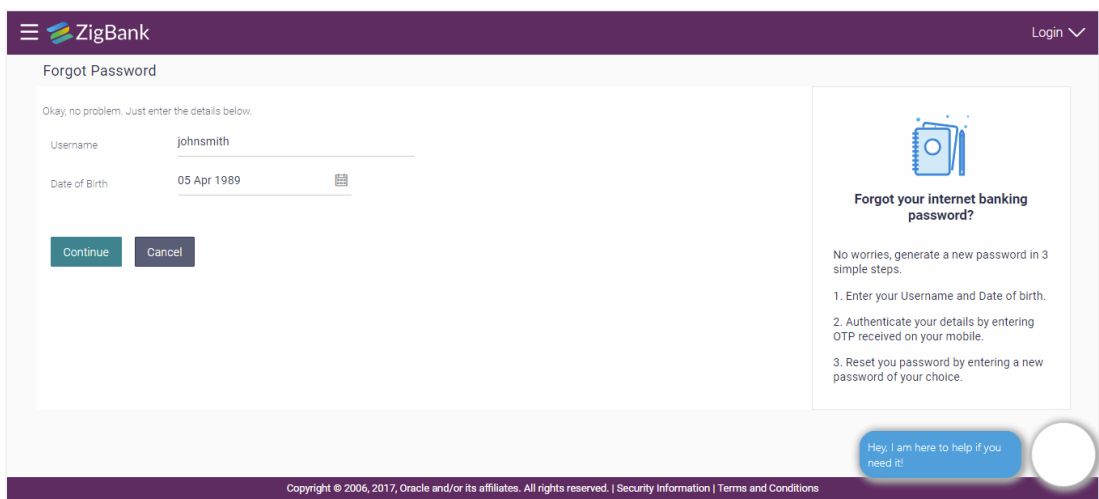 ZigBank
Login
Forgot Password
Okay, no problem. Just enter the details below.
Username
johnsmith
Date of Birth
05 Apr 1989
Continue
Cancel
Forgot your internet banking
password?
No worries, generate a new password in 3
simple steps.
1. Enter your Username and Date of birth.
2. Authenticate your details by entering
OTP received on your mobile.
3. Reset you password by entering a new
password of your choice.
Hey, I am here to help if you
need it!
Copyright © 2006, 2017, Oracle and/or its affiliates. All rights reserved. | Security Information | Terms and Conditions